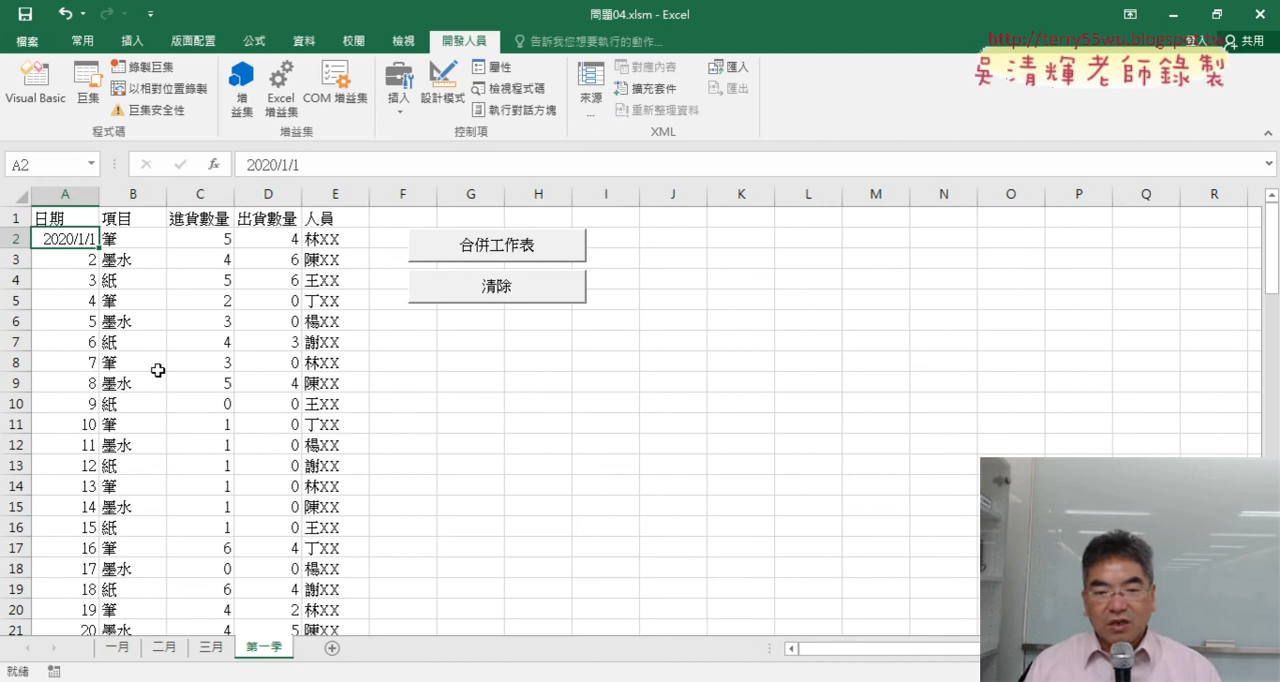 問題04.xlsm - Excel
檔案 常用 插入 版面配置 公式 資料 校閱 檢視 開發人員 告訴我您想要執行的動作... 登入 共用
http://terry55wu.blogspot.tw
吳清輝老師錄製
Visual Basic 巨集 錄製巨集 以相對位置錄製 巨集安全性
增益集 Excel 增益集 COM 增益集
插入 設計模式 屬性 檢視程式碼 執行對話方塊
來源... 對應內容 擴充套件 重新整理資料 匯入 匯出
程式碼 增益集 控制項 XML
A2 fx 2020/1/1
A B C D E F G H I J K L M N O P Q R
1 日期 項目 進貨數量 出貨數量 人員
2 2020/1/1 筆 5 4 林XX
3 2 墨水 4 6 陳XX
4 3 紙 5 6 王XX
5 4 筆 2 0 丁XX
6 5 墨水 3 0 楊XX
7 6 紙 4 3 謝XX
8 7 筆 3 0 林XX
9 8 墨水 5 4 陳XX
10 9 紙 0 0 王XX
11 10 筆 1 0 丁XX
12 11 墨水 1 0 楊XX
13 12 紙 1 0 謝XX
14 13 筆 1 0 林XX
15 14 墨水 1 0 陳XX
16 15 紙 1 0 王XX
17 16 筆 6 4 丁XX
18 17 墨水 0 0 楊XX
19 18 紙 6 4 謝XX
20 19 筆 4 2 林XX
21 20 墨水 4 5 陳XX
合併工作表
清除
一月 二月 三月 第一季
就緒